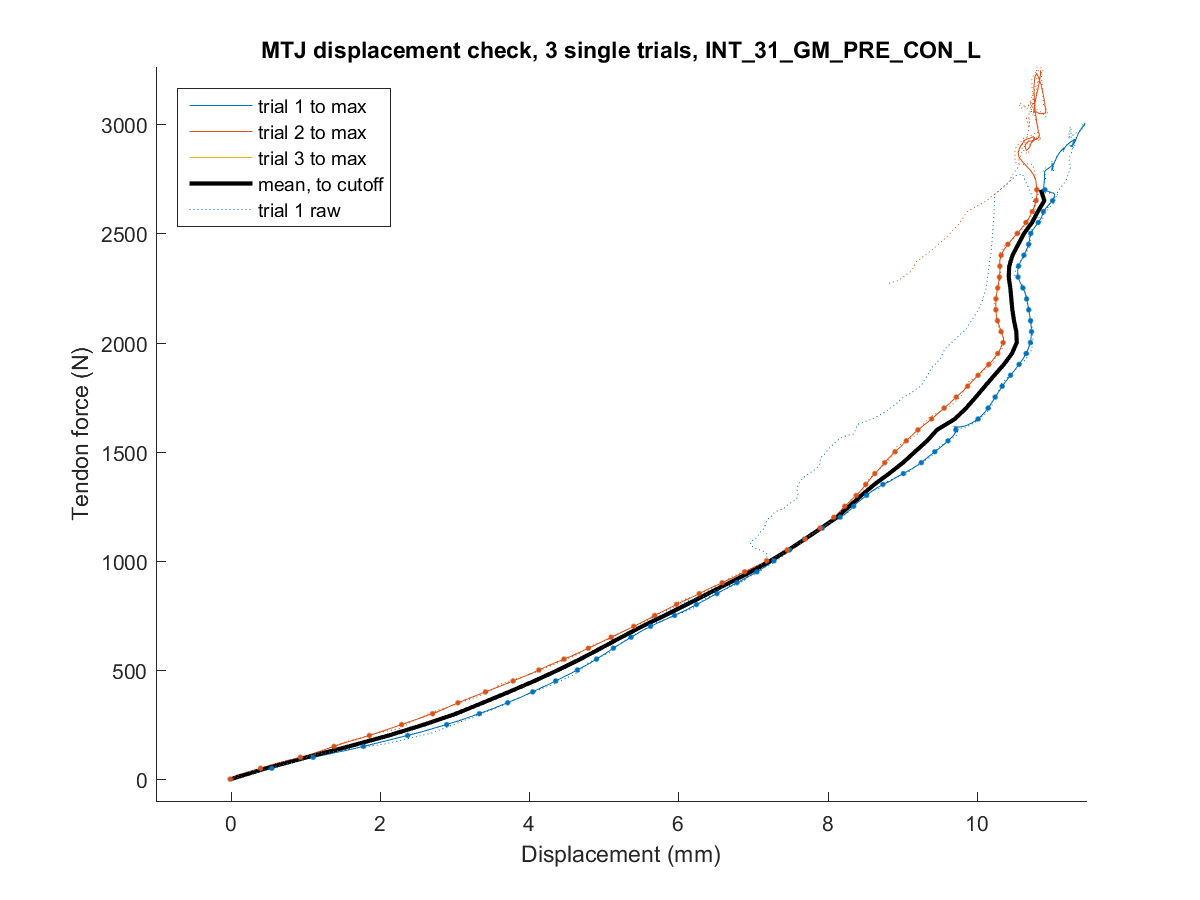 MTJ displacement check, 3 single trials, INT_31_GM_PRE_CON_L
trial 1 to max
trial 2 to max
trial 3 to max
mean, to cutoff
trial 1 raw
3000
2500
2000
1500
1000
500
0
Tendon force (N)
0 2 4 6 8 10
Displacement (mm)